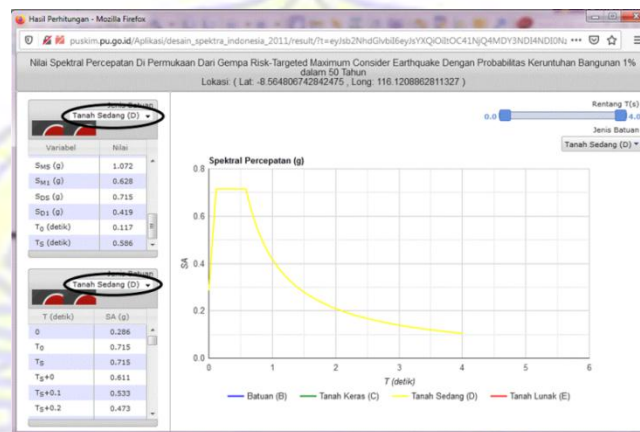 Hasil Perhitungan - Mozilla Firefox
puskim.pu.go.id/Aplikasi/desain_spektra_indonesia_2011/result/?
Nilai Spektral Percepatan Di Permukaan Dari Gempa Risk-Targeted Maximum Consider Earthquake Dengan Probabilitas Keruntuhan Bangunan 1%
dalam 50 Tahun
Lokasi: ( Lat: -8.564806742842475 , Long: 116.1208862811327 )
Jenis Batuan
Tanah Sedang (D)
Variabel Nilai
SMS (g) 1.072
SM1 (g) 0.628
SDS (g) 0.715
SD1 (g) 0.419
T0 (detik) 0.117
TS (detik) 0.586
Jenis Batuan
Tanah Sedang (D)
T (detik) SA (g)
0 0.286
T0 0.715
TS 0.715
TS+0 0.611
TS+0.1 0.533
TS+0.2 0.473
Rentang T(s)
0.0 4.0
Jenis Batuan
Tanah Sedang (D)
Spektral Percepatan (g)
0.8
0.6
0.4
0.2
0.0
SA
0 1 2 3 4 5 6
T (detik)
Batuan (B) Tanah Keras (C) Tanah Sedang (D) Tanah Lunak (E)